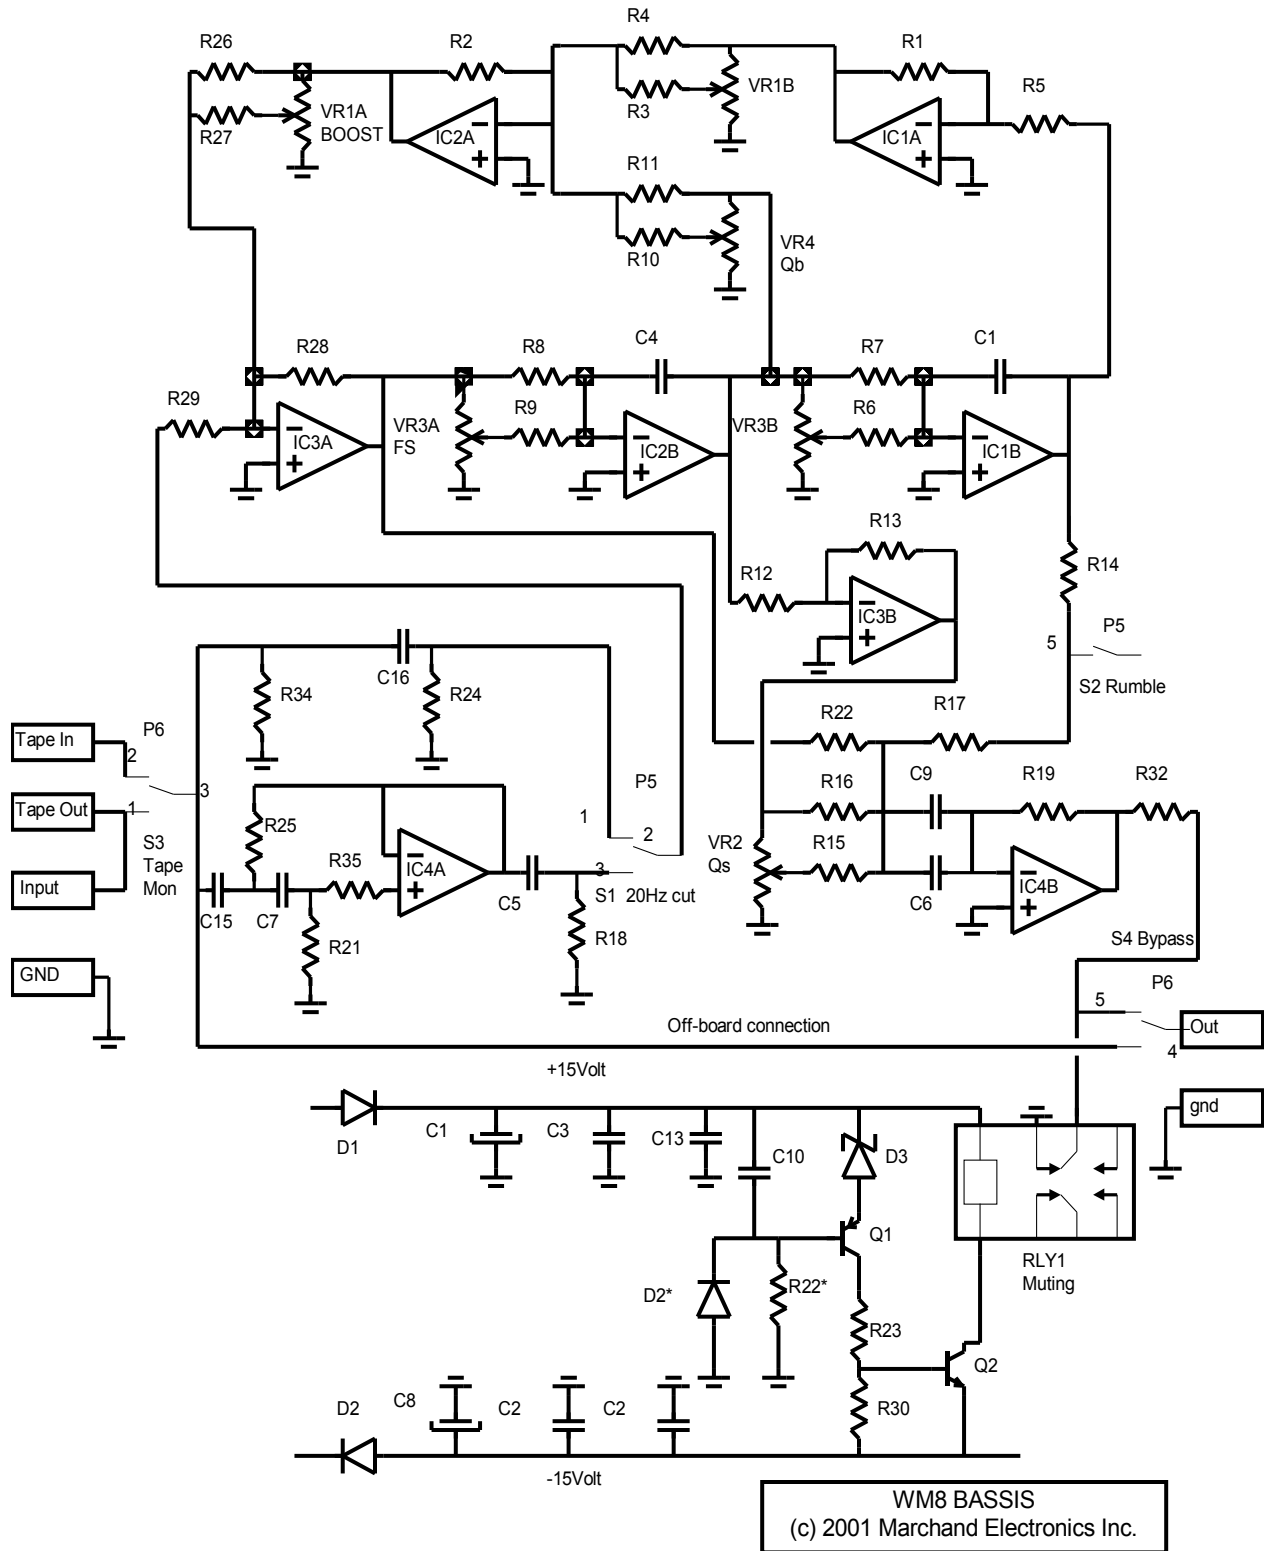 R4
R26
R2
R1
R5
VR1A
BOOST
R27
IC2A
R3
VR1B
IC1A
R11
R10
VR4
Qb
R28
R8
C4
R7
C1
R29
IC3A
VR3A
FS
R9
IC2B
VR3B
R6
IC1B
R13
R12
R14
IC3B
5
P5
S2 Rumble
C16
R34
R24
R22
R17
Tape In
P6
2
3
Tape Out
1
R25
P5
1
2
R16
C9
R19
R32
S3
Tape
Mon
R35
IC4A
3
VR2
Qs
R15
IC4B
Input
C15
C7
C5
S1
20Hz cut
C6
R21
R18
S4 Bypass
GND
P6
5
Out
Off-board connection
4
+15Volt
gnd
D1
C1
C3
C13
C10
D3
Q1
RLY1
Muting
D2*
R22*
R23
Q2
D2
C8
C2
C2
R30
-15Volt
WM8 BASSIS
(c) 2001 Marchand Electronics Inc.